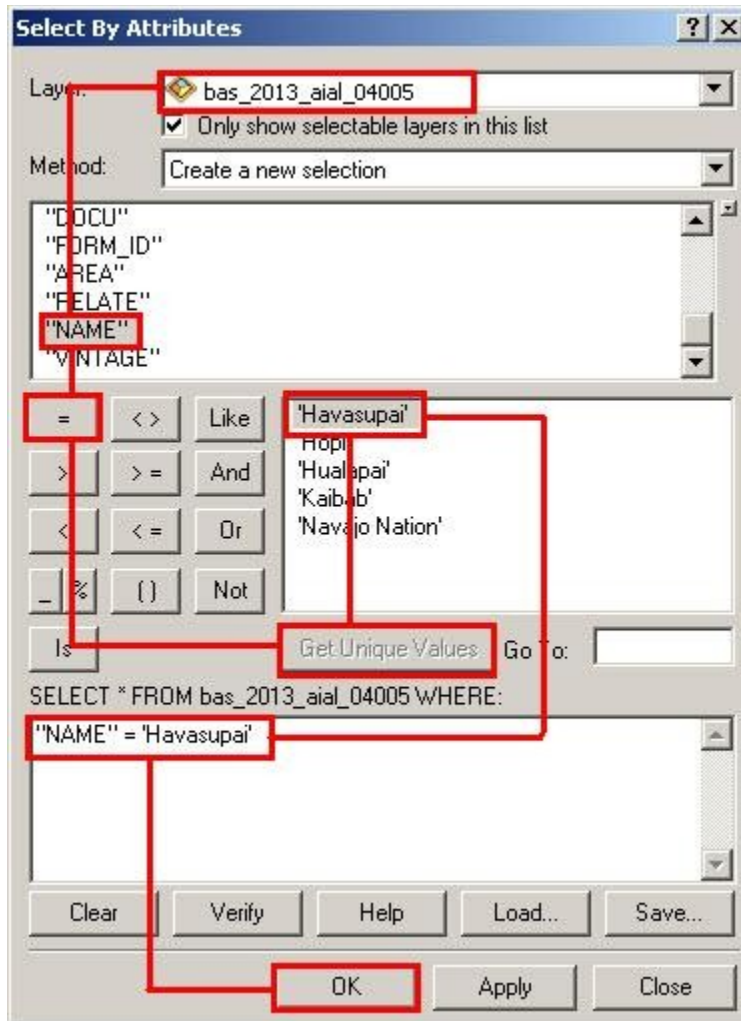 Select By Attributes
Layer: bas_2013_aial_04005
Only show selectable layers in this list
Method: Create a new selection
"DOCU"
"FORM_ID"
"AREA"
"RELATE"
"NAME"
"VINTAGE"
= < > Like
> > = And
< < = Or
_ % ( ) Not
Is
'Havasupai'
'Hopi'
'Hualapai'
'Kaibab'
'Navajo Nation'
Get Unique Values Go To:
SELECT * FROM bas_2013_aial_04005 WHERE:
"NAME" = 'Havasupai'
Clear Verify Help Load... Save...
OK Apply Close